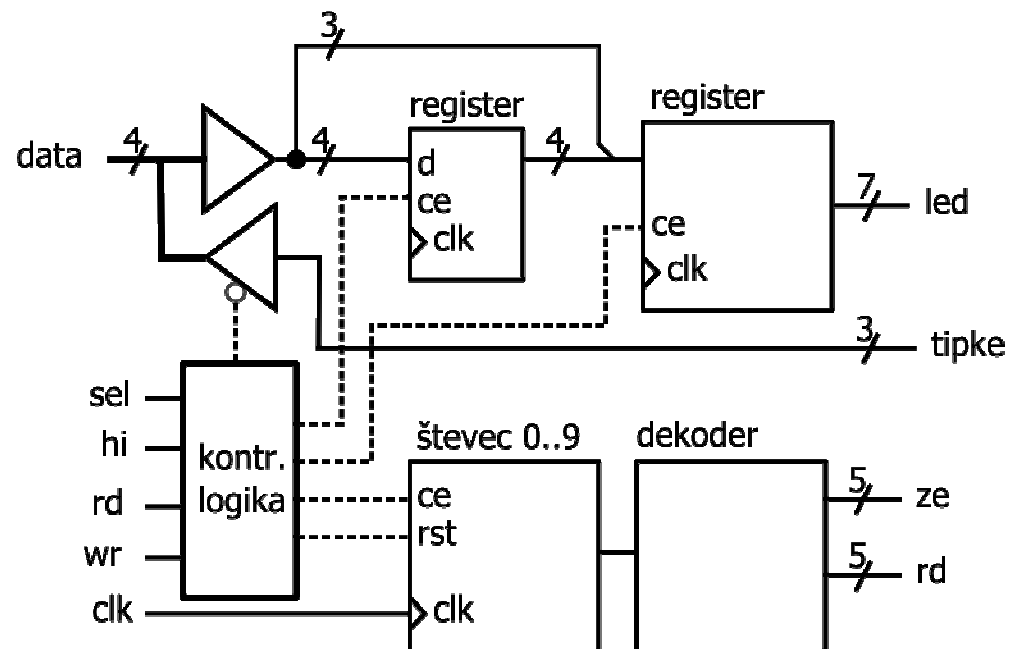 3
register
register
data
4
4
4
d
ce
clk
ce
clk
7
led
3
tipke
sel
hi
rd
wr
clk
kontr.
logika
števec 0..9
dekoder
ce
rst
clk
5
ze
5
rd